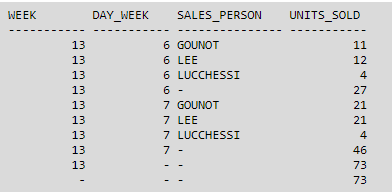 WEEK        DAY_WEEK    SALES_PERSON    UNITS_SOLD
----------- ----------- --------------- -----------
         13           6 GOUNOT                   11
         13           6 LEE                      12
         13           6 LUCCHESSI                 4
         13           6 -                        27
         13           7 GOUNOT                   21
         13           7 LEE                      21
         13           7 LUCCHESSI                 4
         13           7 -                        46
         13           - -                        73
          -           - -                        73